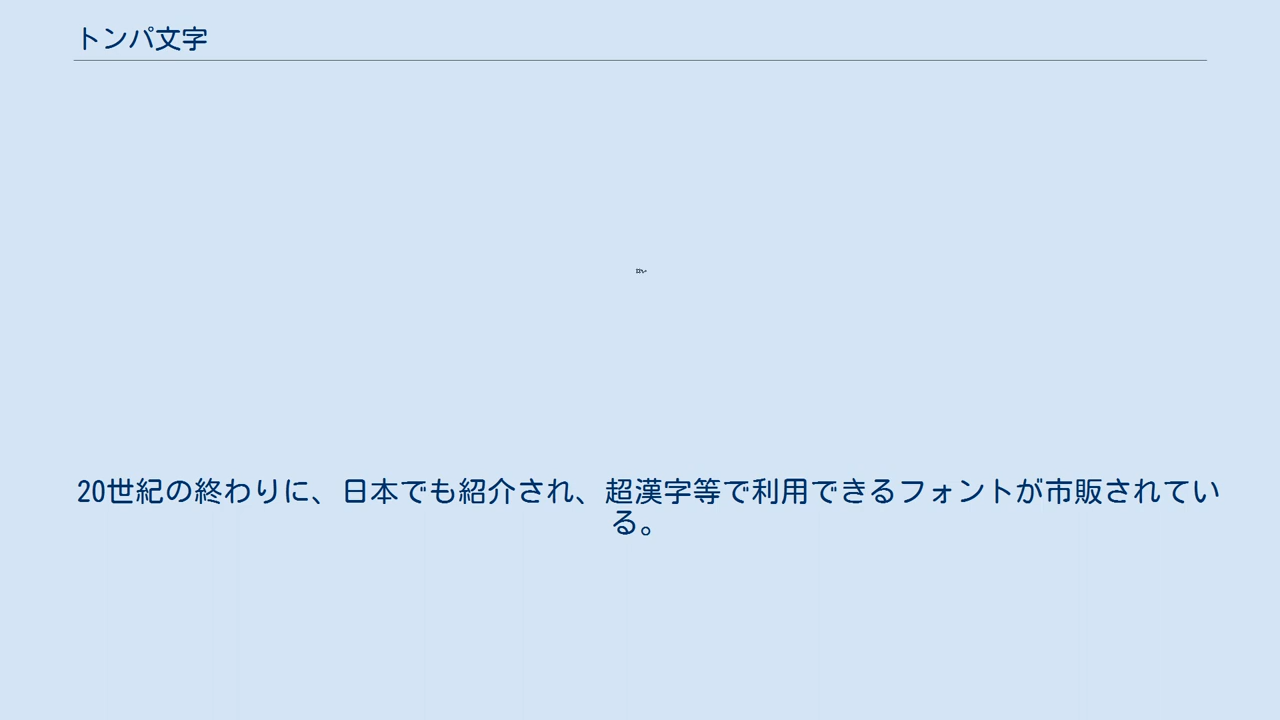 トンパ文字
20世紀の終わりに、日本でも紹介され、超漢字等で利用できるフォントが市販されてい
る。